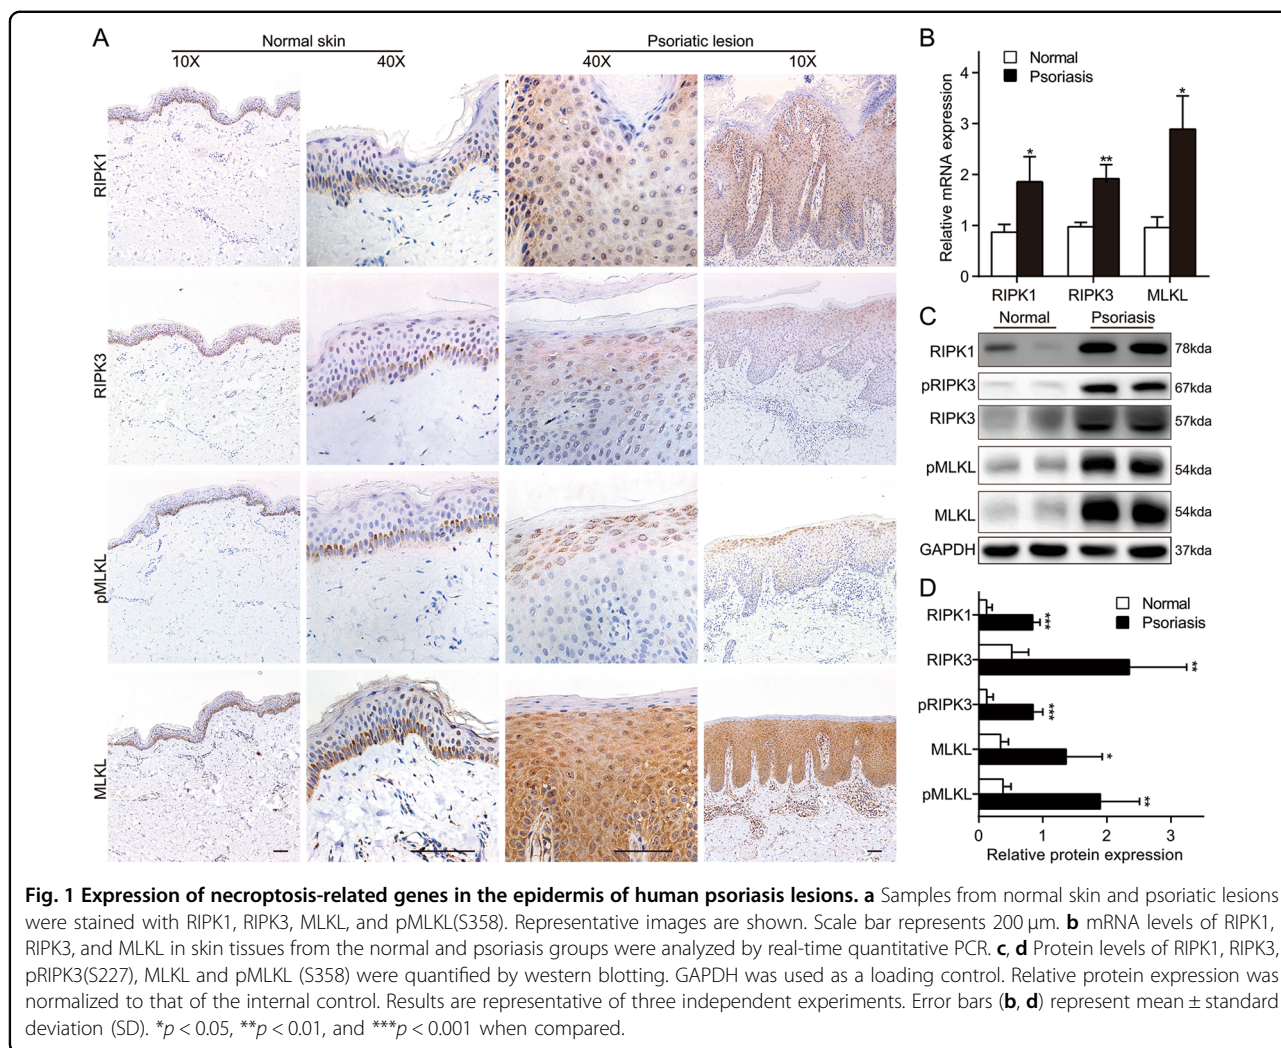 A
Normal skin
Psoriatic lesion
10X
40X
40X
10X
RIPK1
RIPK3
pMLKL
MLKL
B
Normal
Psoriasis
Relative mRNA expression
4
3
2
1
0
*
**
*
RIPK1
RIPK3
MLKL
C
Normal
Psoriasis
RIPK1
78kda
pRIPK3
67kda
RIPK3
57kda
pMLKL
54kda
MLKL
54kda
GAPDH
37kda
D
Normal
Psoriasis
RIPK1
***
RIPK3
**
pRIPK3
***
MLKL
*
pMLKL
**
0
1
2
3
Relative protein expression
Fig. 1 Expression of necroptosis-related genes in the epidermis of human psoriasis lesions. a Samples from normal skin and psoriatic lesions
were stained with RIPK1, RIPK3, MLKL, and pMLKL(S358). Representative images are shown. Scale bar represents 200 μm. b mRNA levels of RIPK1,
RIPK3, and MLKL in skin tissues from the normal and psoriasis groups were analyzed by real-time quantitative PCR. c, d Protein levels of RIPK1, RIPK3,
pRIPK3(S227), MLKL and pMLKL (S358) were quantified by western blotting. GAPDH was used as a loading control. Relative protein expression was
normalized to that of the internal control. Results are representative of three independent experiments. Error bars (b, d) represent mean ± standard
deviation (SD). *p < 0.05, **p < 0.01, and ***p < 0.001 when compared.